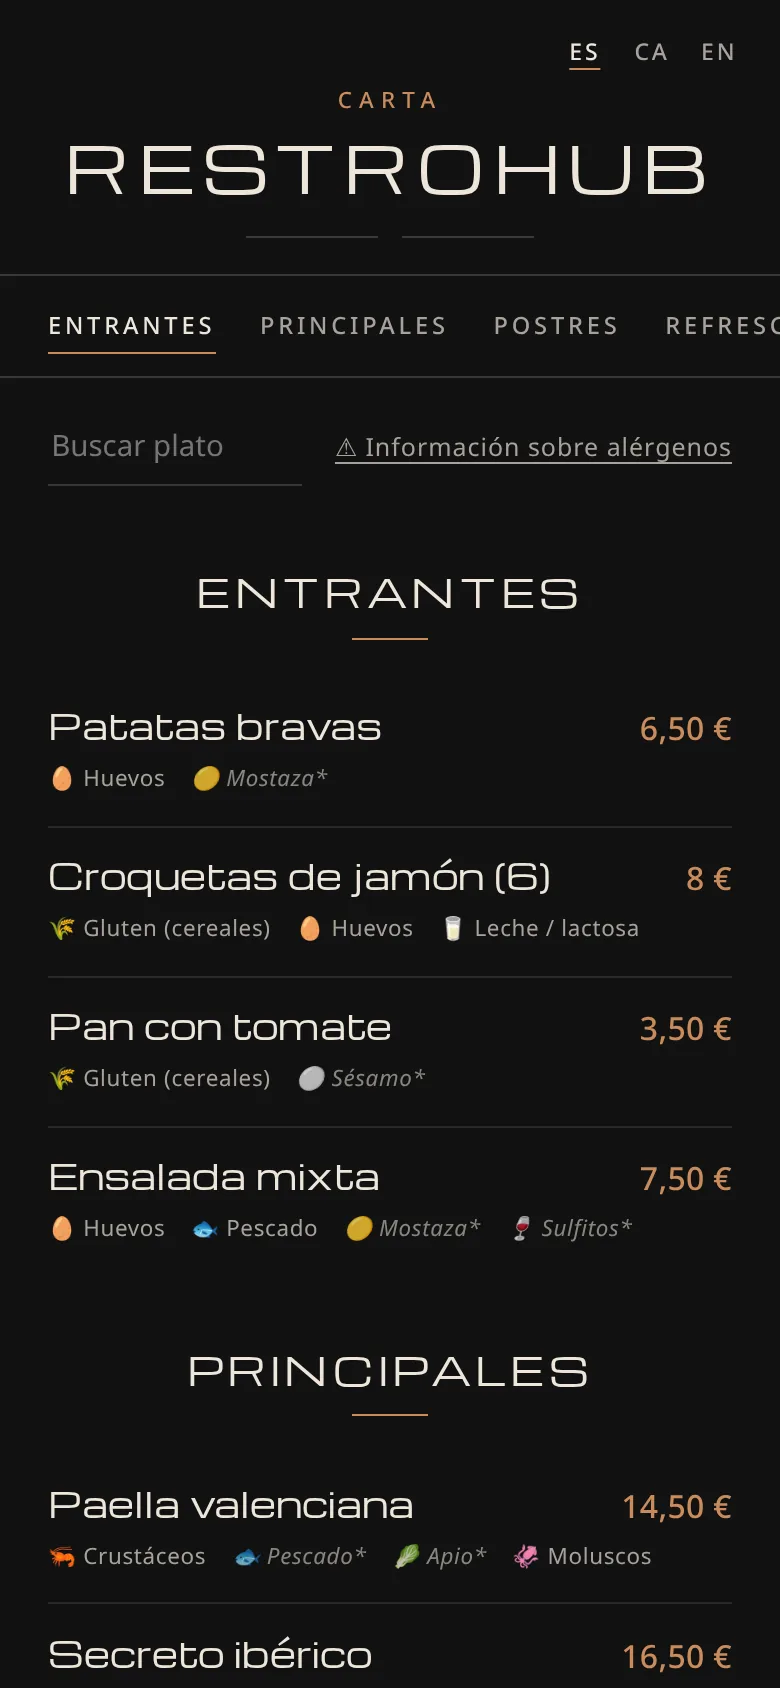 ES CA EN
CARTA
RESTROHUB
ENTRANTES PRINCIPALES POSTRES
Buscar plato ⚠ Información sobre alérgenos
ENTRANTES
Patatas bravas 6,50 €
Huevos Mostaza*
Croquetas de jamón (6) 8 €
Gluten (cereales) Huevos Leche / lactosa
Pan con tomate 3,50 €
Gluten (cereales) Sésamo*
Ensalada mixta 7,50 €
Huevos Pescado Mostaza* Sulfitos*
PRINCIPALES
Paella valenciana 14,50 €
Crustáceos Pescado* Apio* Moluscos
Secreto ibérico 16,50 €